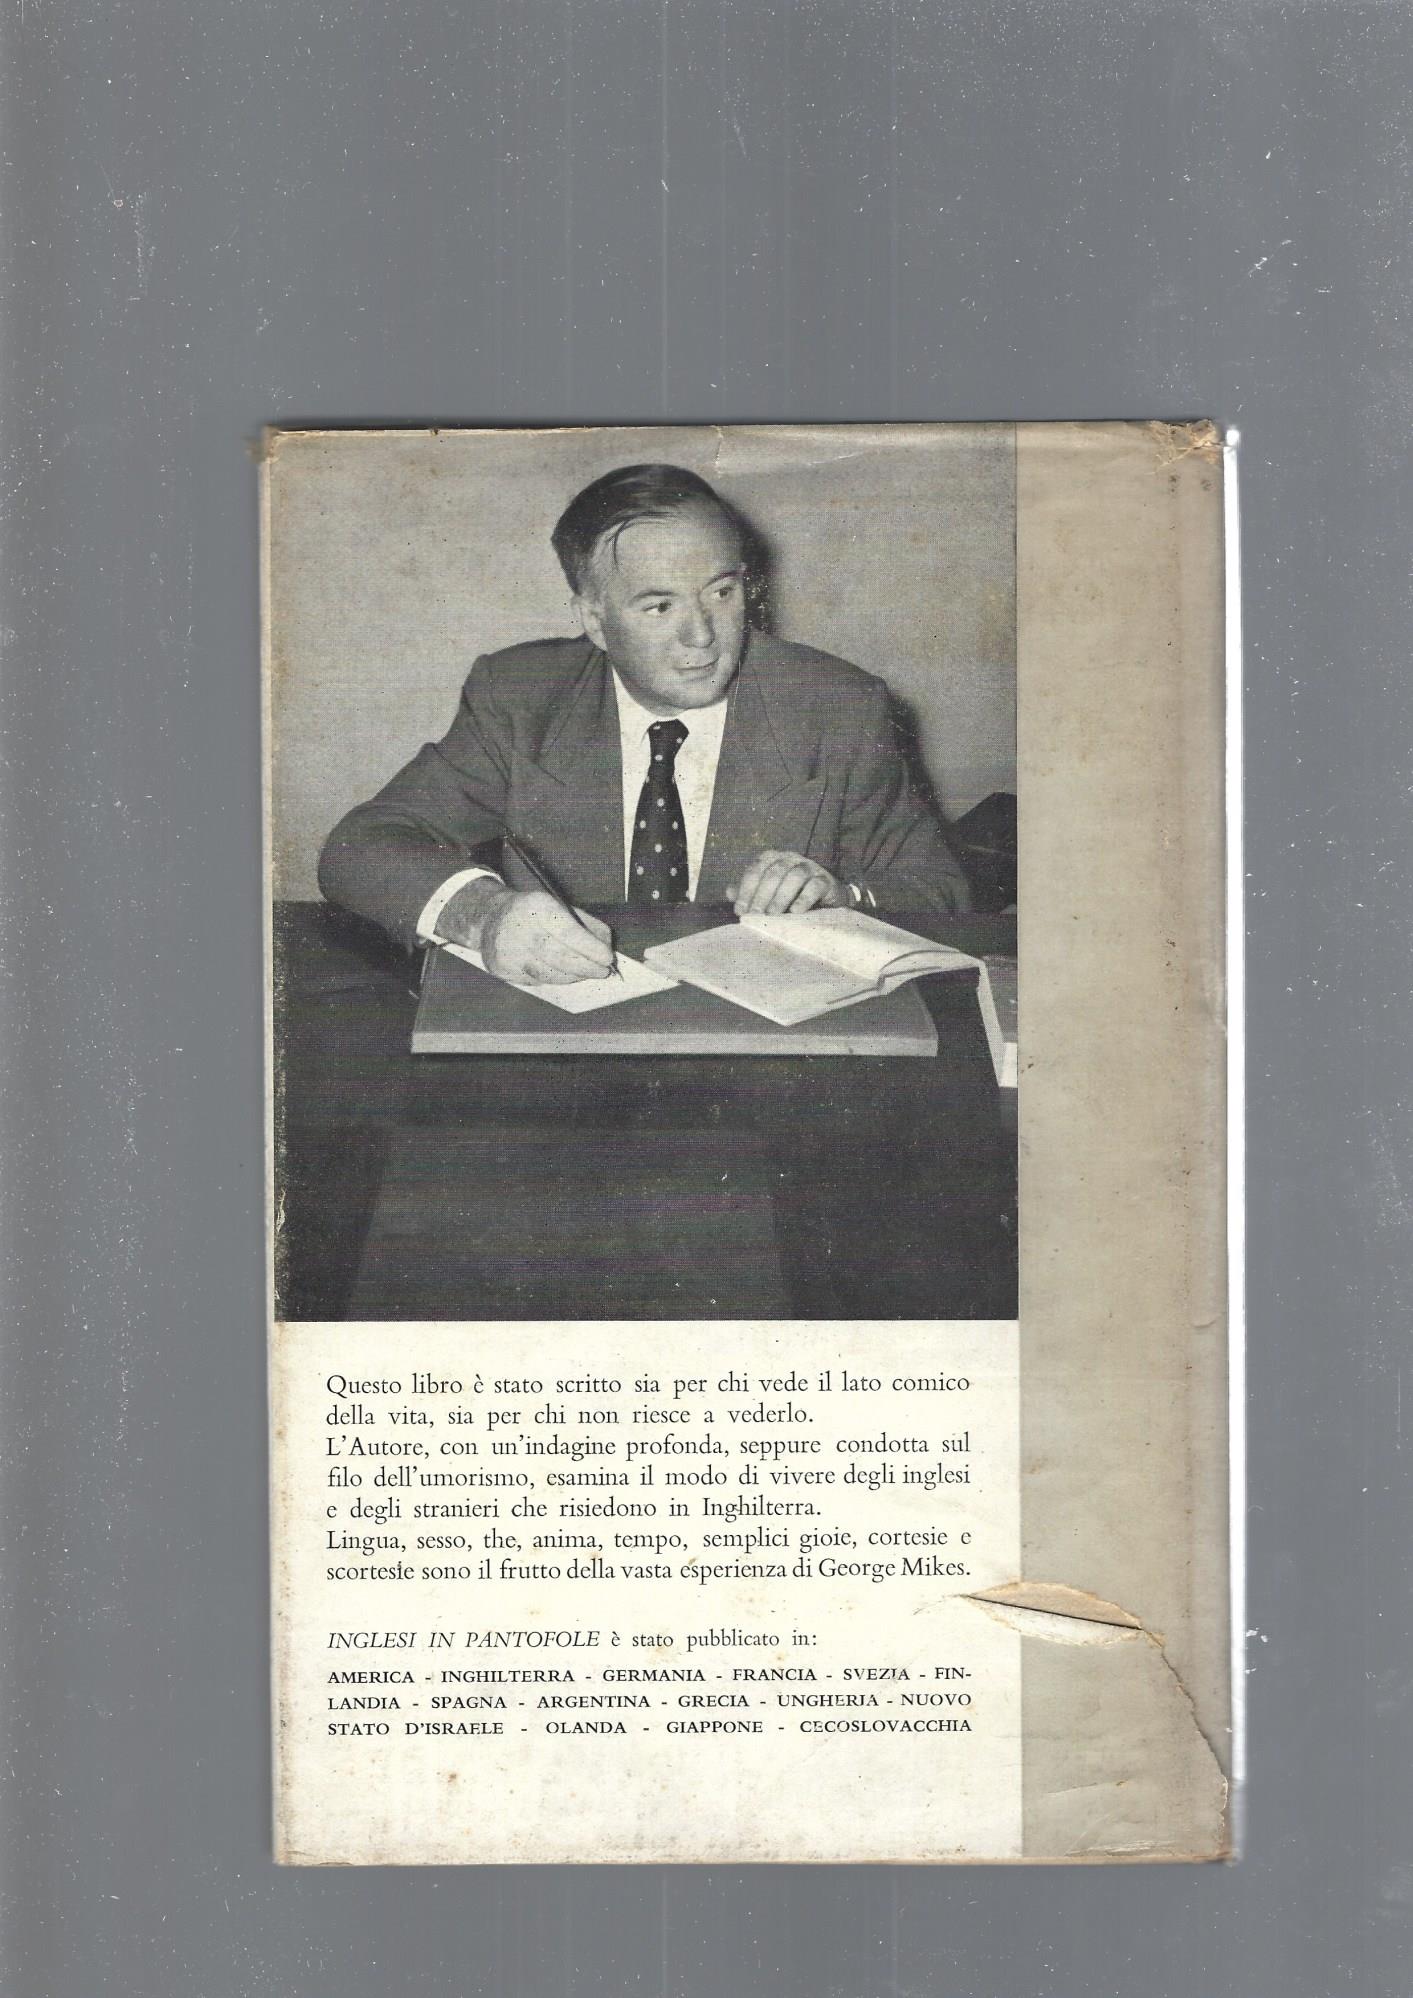 Questo libro è stato scritto sia per chi vede il lato comico
della vita, sia per chi non riesce a vederlo.
L'Autore, con un'indagine profonda, seppure condotta sul
filo dell'umorismo, esamina il modo di vivere degli inglesi
e degli stranieri che risiedono in Inghilterra.
Lingua, sesso, the, anima, tempo, semplici gioie, cortesie e
scortesie sono il frutto della vasta esperienza di George Mikes.
INGLESI IN PANTOFOLE è stato pubblicato in:
AMERICA - INGHILTERRA - GERMANIA - FRANCIA - SVEZIA - FIN-
LANDIA - SPAGNA - ARGENTINA - GRECIA - UNGHERIA - NUOVO
STATO D'ISRAELE - OLANDA - GIAPPONE - CECOSLOVACCHIA